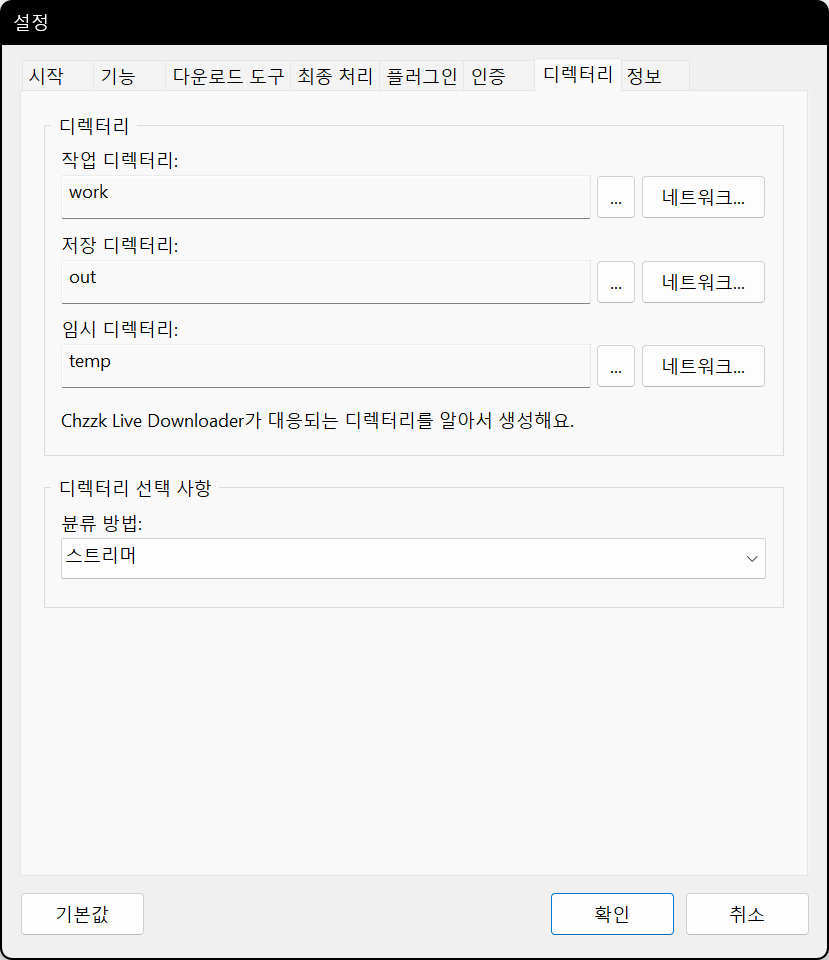 설정
시작 기능 다운로드 도구 최종 처리 플러그인 인증 디렉터리 정보
디렉터리
작업 디렉터리:
work ... 네트워크...
저장 디렉터리:
out ... 네트워크...
임시 디렉터리:
temp ... 네트워크...
Chzzk Live Downloader가 대응되는 디렉터리를 알아서 생성해요.
디렉터리 선택 사항
뷴류 방법:
스트리머
기본값 확인 취소